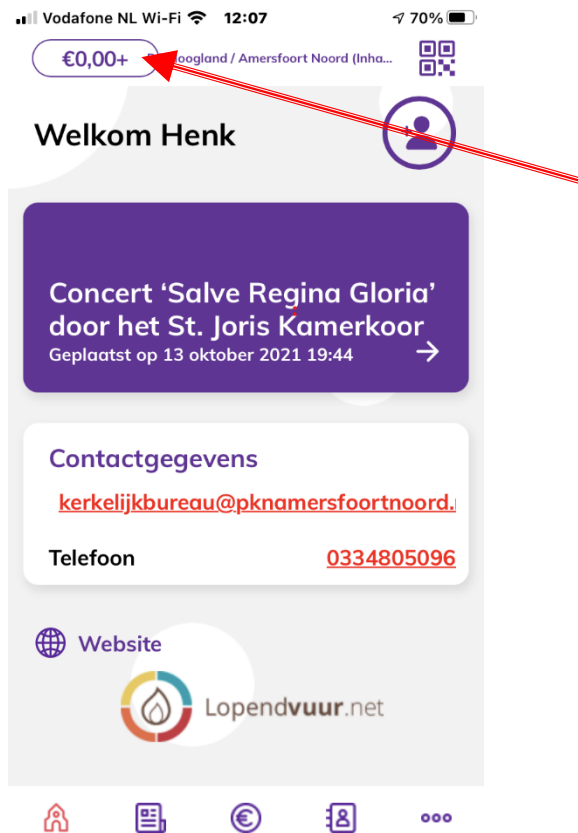 Vodafone NL Wi-Fi 12:07 70%
€0,00+ oogland / Amersfoort Noord (Inha...
Welkom Henk
Concert ‘Salve Regina Gloria’
door het St. Joris Kamerkoor
Geplaatst op 13 oktober 2021 19:44
Contactgegevens
kerkelijkbureau@pknamersfoortnoord.
Telefoon 0334805096
Website
Lopendvuur.net